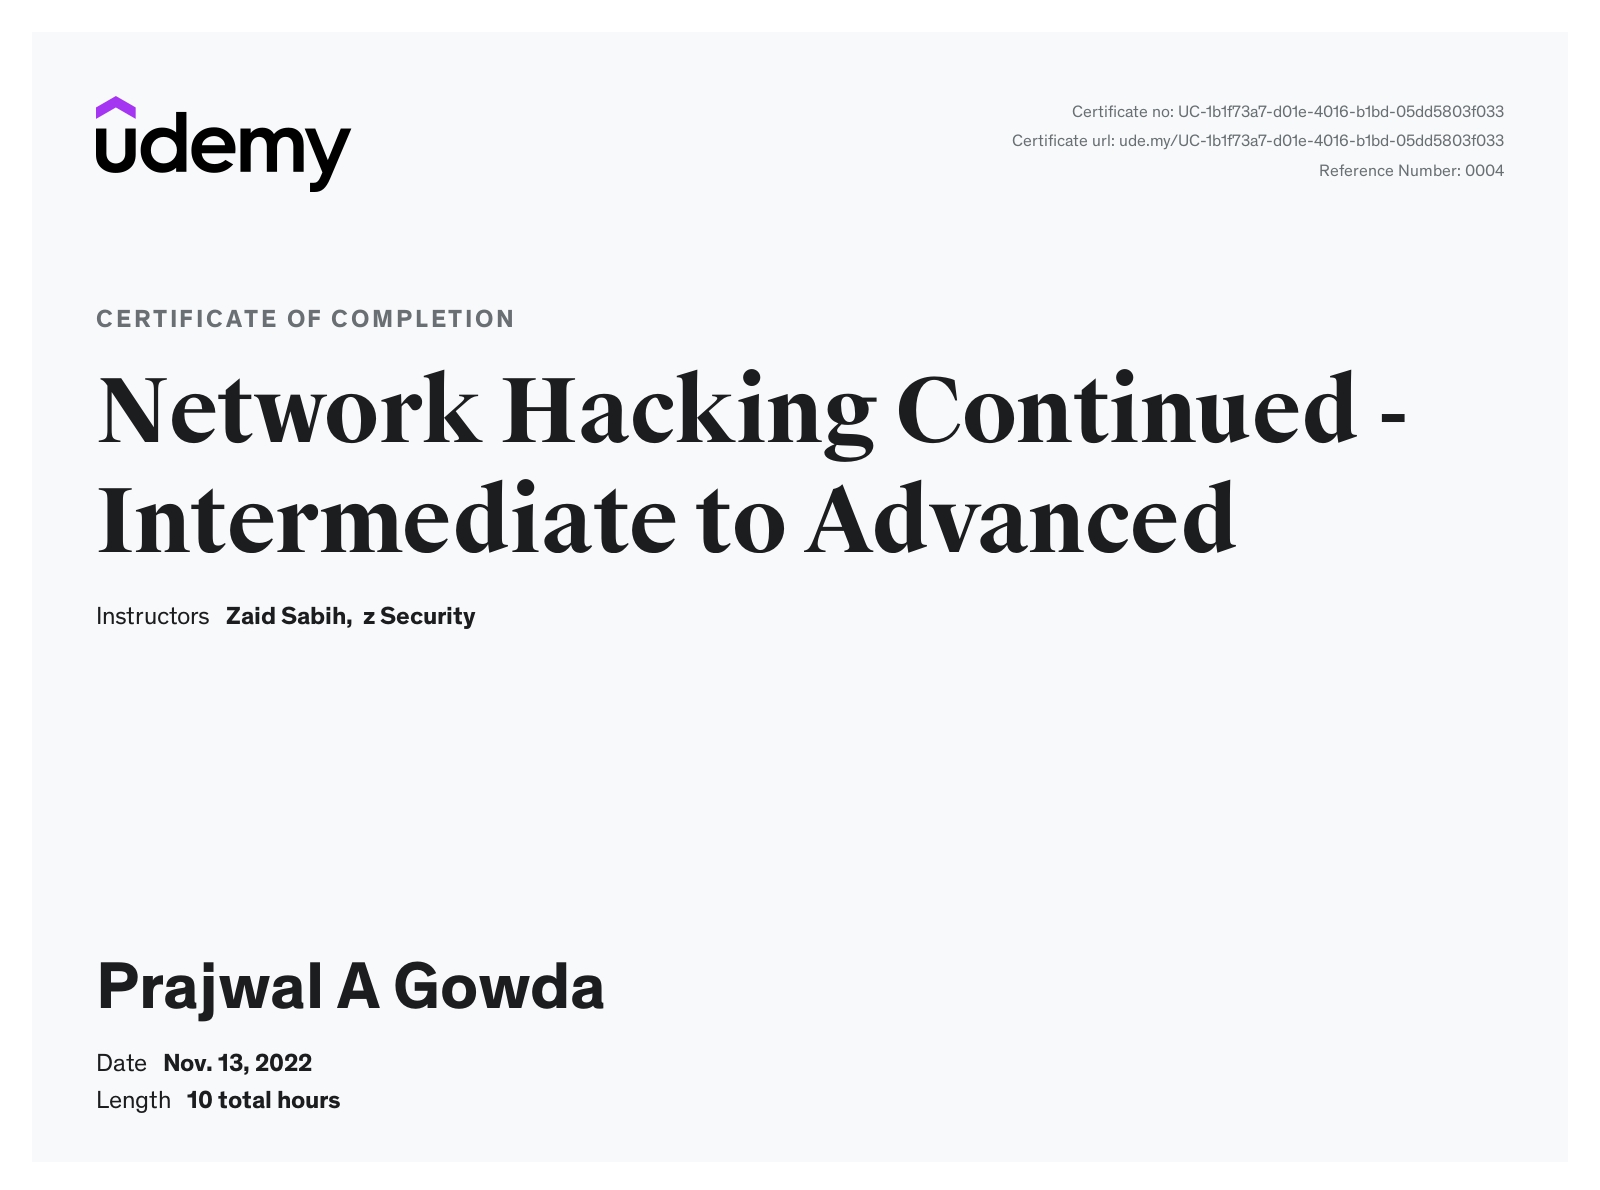 udemy
Certificate no: UC-1b1f73a7-d01e-4016-b1bd-05dd5803f033
Certificate url: ude.my/UC-1b1f73a7-d01e-4016-b1bd-05dd5803f033
Reference Number: 0004
CERTIFICATE OF COMPLETION
Network Hacking Continued -
Intermediate to Advanced
Instructors Zaid Sabih, z Security
Prajwal A Gowda
Date Nov. 13, 2022
Length 10 total hours